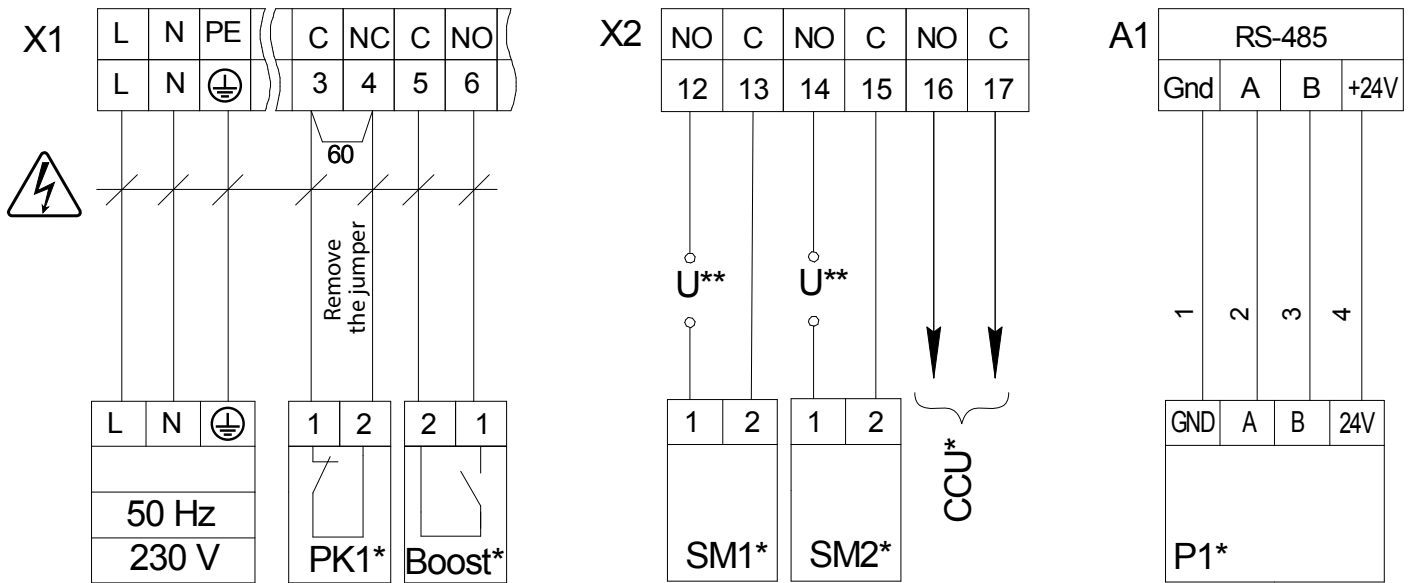 X1
L N PE C NC C NO
L N 3 4 5 6
60
Remove
the jumper
L N
1 2
2 1
50 Hz
230 V
PK1*
Boost*
X2
NO C NO C NO C
12 13 14 15 16 17
U** U**
1 2
1 2
SM1*
SM2*
CCU*
A1
RS-485
Gnd A B +24V
1 2 3 4
GND A B 24V
P1*